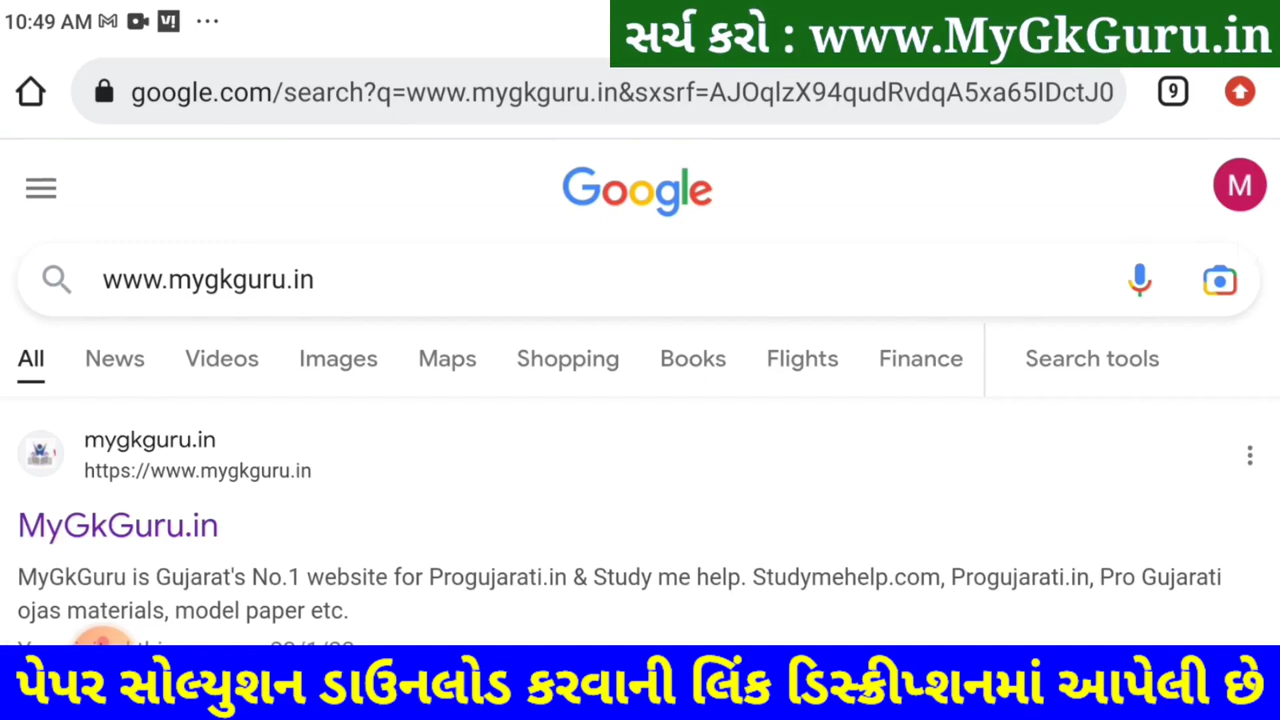 10:49 AM
સર્ચ કરો : www.MyGkGuru.in
google.com/search?q=www.mygkguru.in&sxsrf=AJOqlzX94qudRvdqA5xa65IDctJ0
9
Google
M
www.mygkguru.in
All News Videos Images Maps Shopping Books Flights Finance Search tools
mygkguru.in
https://www.mygkguru.in
MyGkGuru.in
MyGkGuru is Gujarat's No.1 website for Progujarati.in & Study me help. Studymehelp.com, Progujarati.in, Pro Gujarati
ojas materials, model paper etc.
પેપર સોલ્યુશન ડાઉનલોડ કરવાની લિંક ડિસ્ક્રીપ્શનમાં આપેલી છે